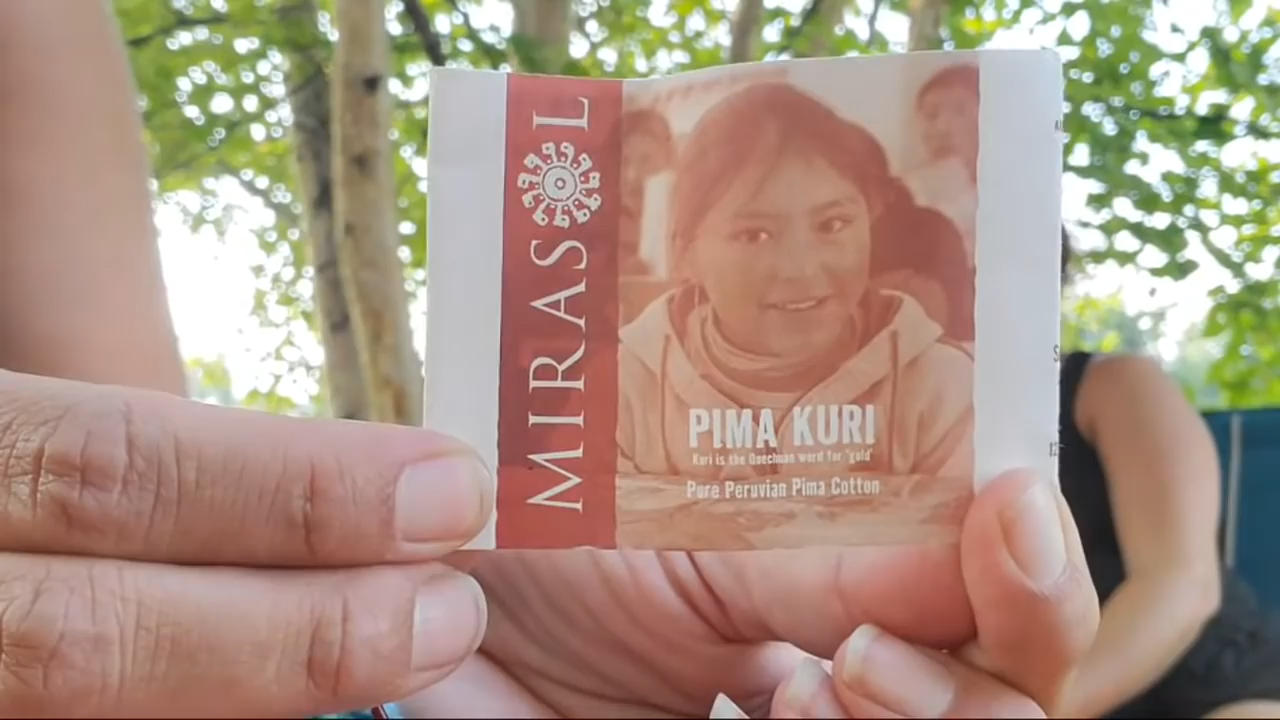 MIRASOL
PIMA KURI
Kuri is the Quechuan word for 'gold'
Pure Peruvian Pima Cotton